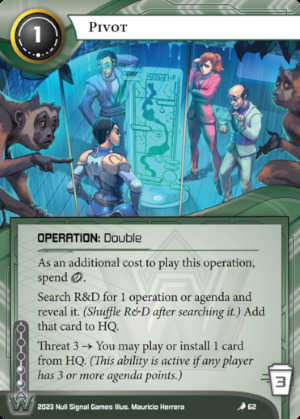 1
PIVOT
OPERATION: Double
As an additional cost to play this operation,
spend .
Search R&D for 1 operation or agenda and
reveal it. (Shuffle R&D after searching it.) Add
that card to HQ.
Threat 3 → You may play or install 1 card
from HQ. (This ability is active if any player
has 3 or more agenda points.)
3
2023 Null Signal Games Illus. Mauricio Herrera
62